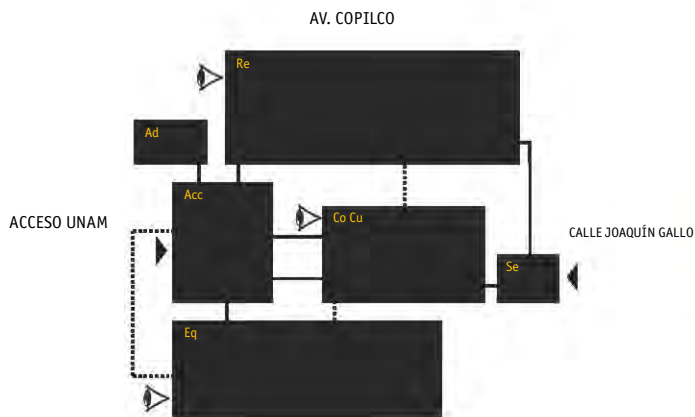 AV. COPILCO
Re
Ad
Acc
ACCESO UNAM
Co Cu
CALLE JOAQUÍN GALLO
Se
Eq